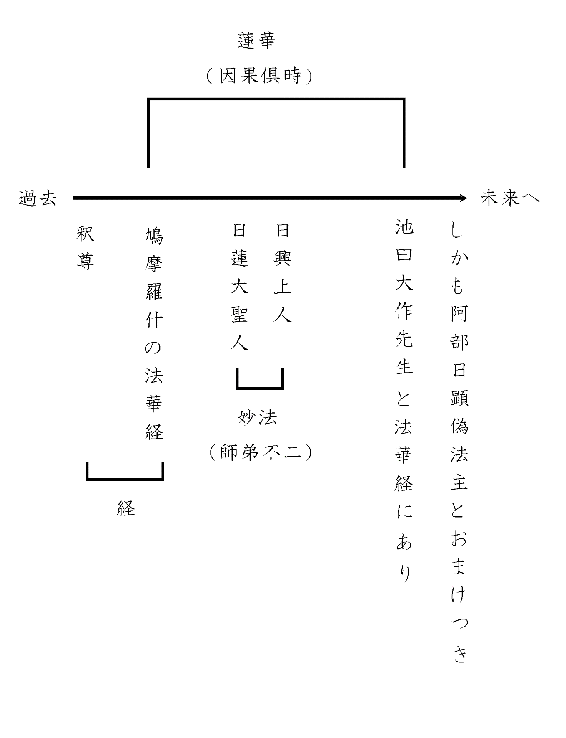 蓮華
(因果倶時)
過去
未来へ
釈尊
鳩摩羅什の法華経
日蓮大聖人
日興上人
池田大作先生と法華経にあり
しかも阿部日顕偽法主とおまけつき
妙法
(師弟不二)
経